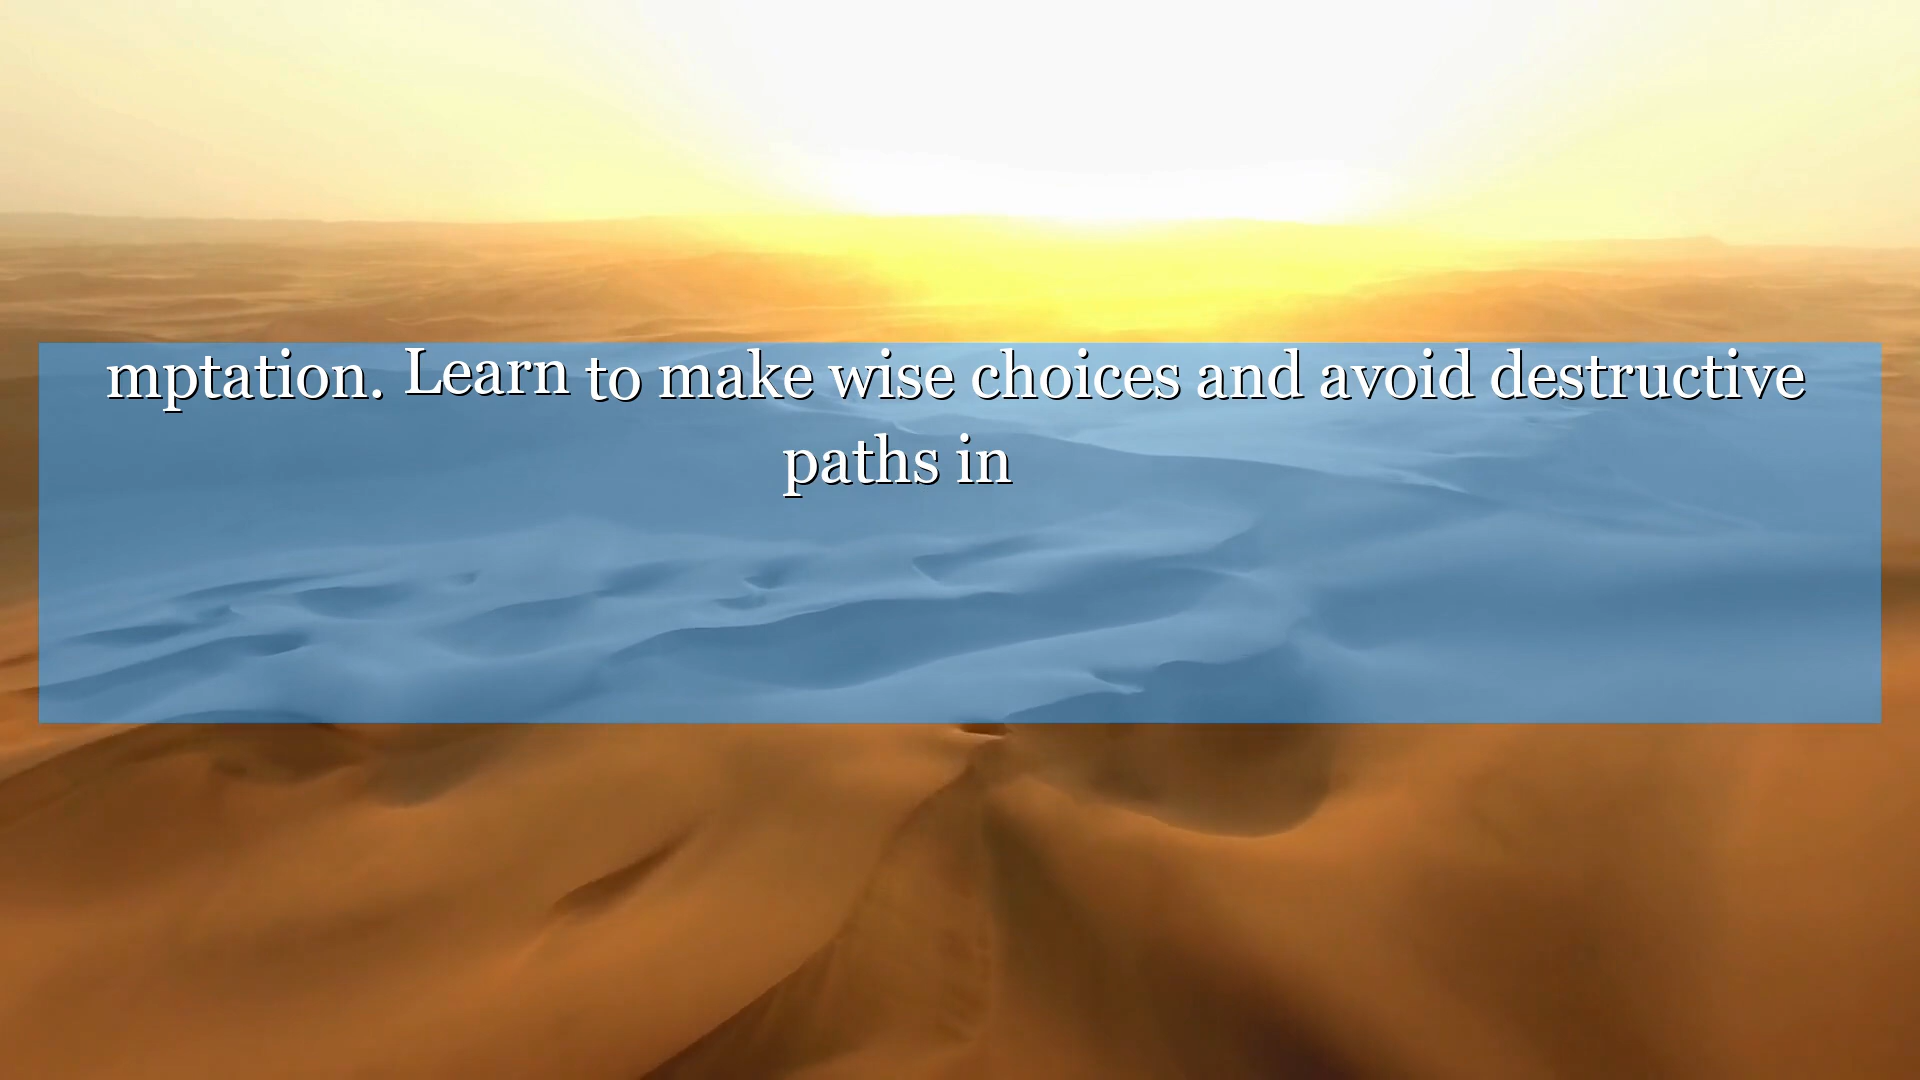 mptation. Learn to make wise choices and avoid destructive
paths in